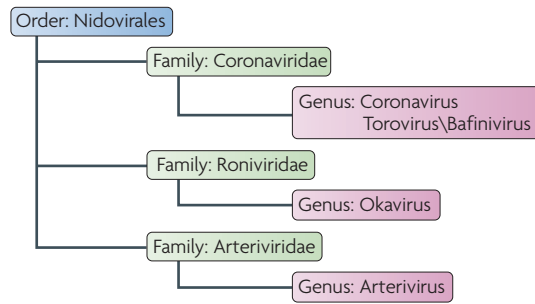 Order: Nidovirales
Family: Coronaviridae
Genus: Coronavirus
Torovirus\Bafinivirus
Family: Roniviridae
Genus: Okavirus
Family: Arteriviridae
Genus: Arterivirus